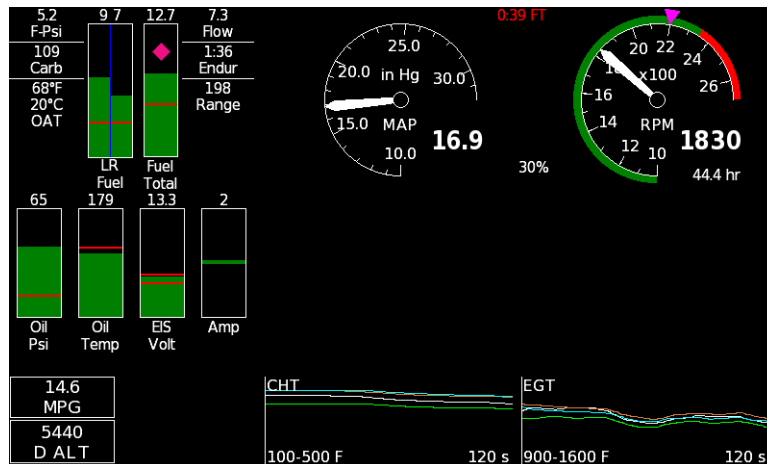 5.2
F-Psi
109
Carb
68°F
20°C
OAT
9 7
LR
Fuel
12.7
Fuel
Total
7.3
Flow
1:36
Endur
198
Range
25.0
20.0
in Hg
30.0
15.0
MAP
10.0
16.9
0:39 FT
30%
20
22
24
18
x100
26
16
14
RPM
12
10
1830
44.4 hr
65
Oil
Psi
179
Oil
Temp
13.3
EIS
Volt
2
Amp
14.6
MPG
5440
D ALT
CHT
100-500 F
120 s
EGT
900-1600 F
120 s